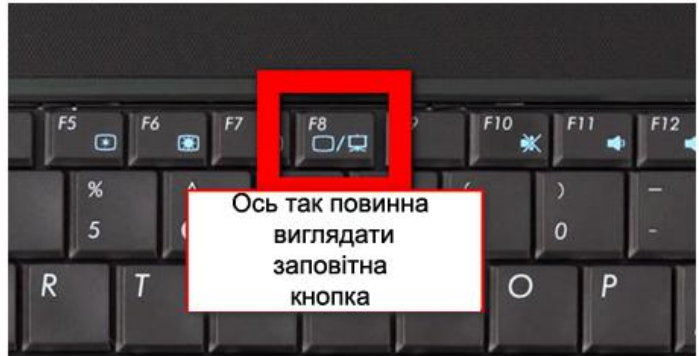 F5 F6 F7 F8 F10 F11 F12
% ) —
5 0 -
Ось так повинна
виглядати
заповітна
кнопка
R T O P